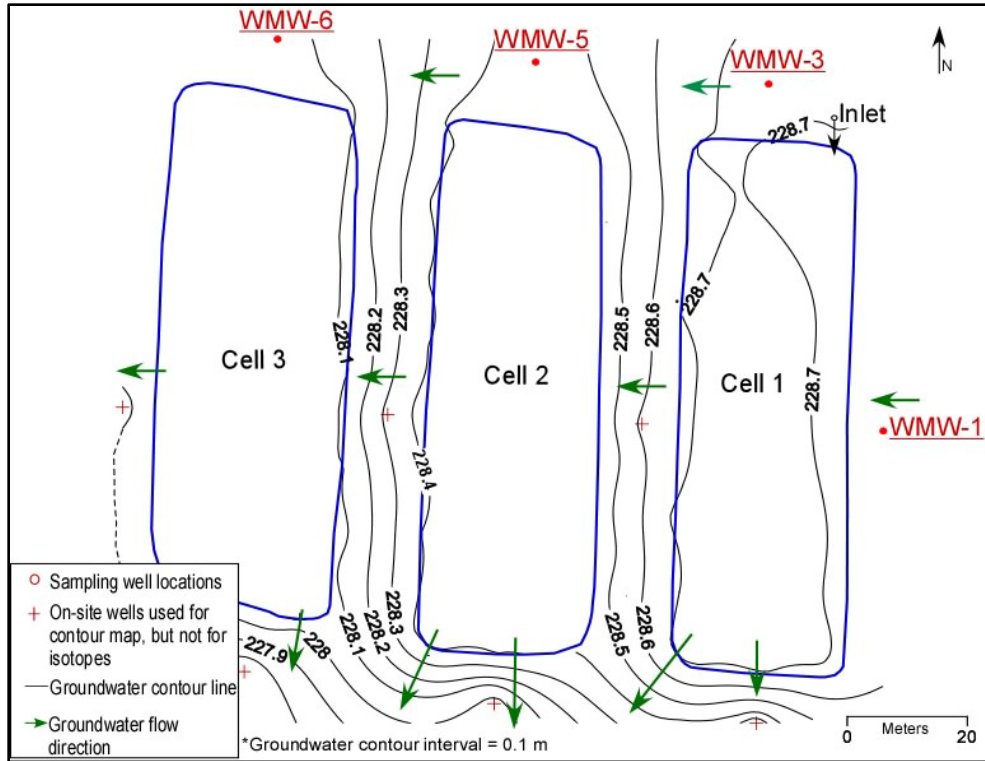 WMW-6
WMW-5
WMW-3
N
Inlet
228.7
228.7
228.3
228.2
228.1
228.6
228.5
Cell 3
Cell 2
Cell 1
228.7
WMW-1
228.4
Sampling well locations
On-site wells used for
contour map, but not for
isotopes
Groundwater contour line
Groundwater flow
direction
227.9
228
228.1
228.2
228.3
228.5
228.6
*Groundwater contour interval = 0.1 m
0 Meters 20